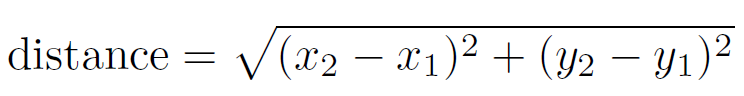 distance = √(x₂ − x₁)² + (y₂ − y₁)²